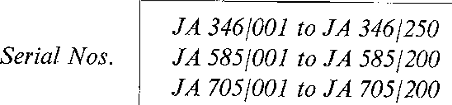 JA 346/001 to JA 346/250
Serial Nos. JA 585/001 to JA 585/200
JA 705/001 to JA 705/200